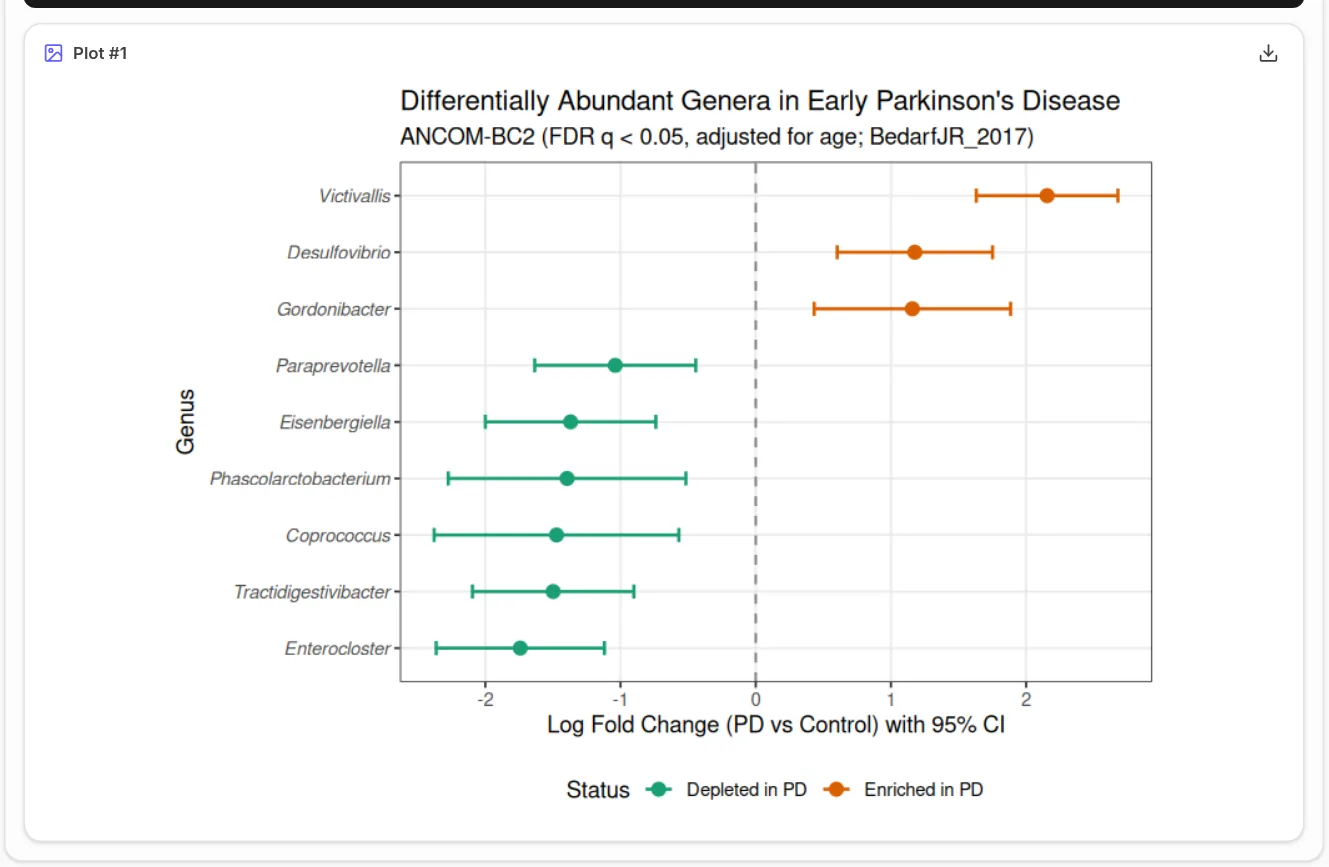 Plot #1
Differentially Abundant Genera in Early Parkinson's Disease
ANCOM-BC2 (FDR q < 0.05, adjusted for age; BedarfJR_2017)
Victivallis
Desulfovibrio
Gordonibacter
Paraprevotella
Eisenbergiella
Phascolarctobacterium
Coprococcus
Tractidigestivibacter
Enterocloster
Genus
-2 -1 0 1 2
Log Fold Change (PD vs Control) with 95% CI
Status Depleted in PD Enriched in PD